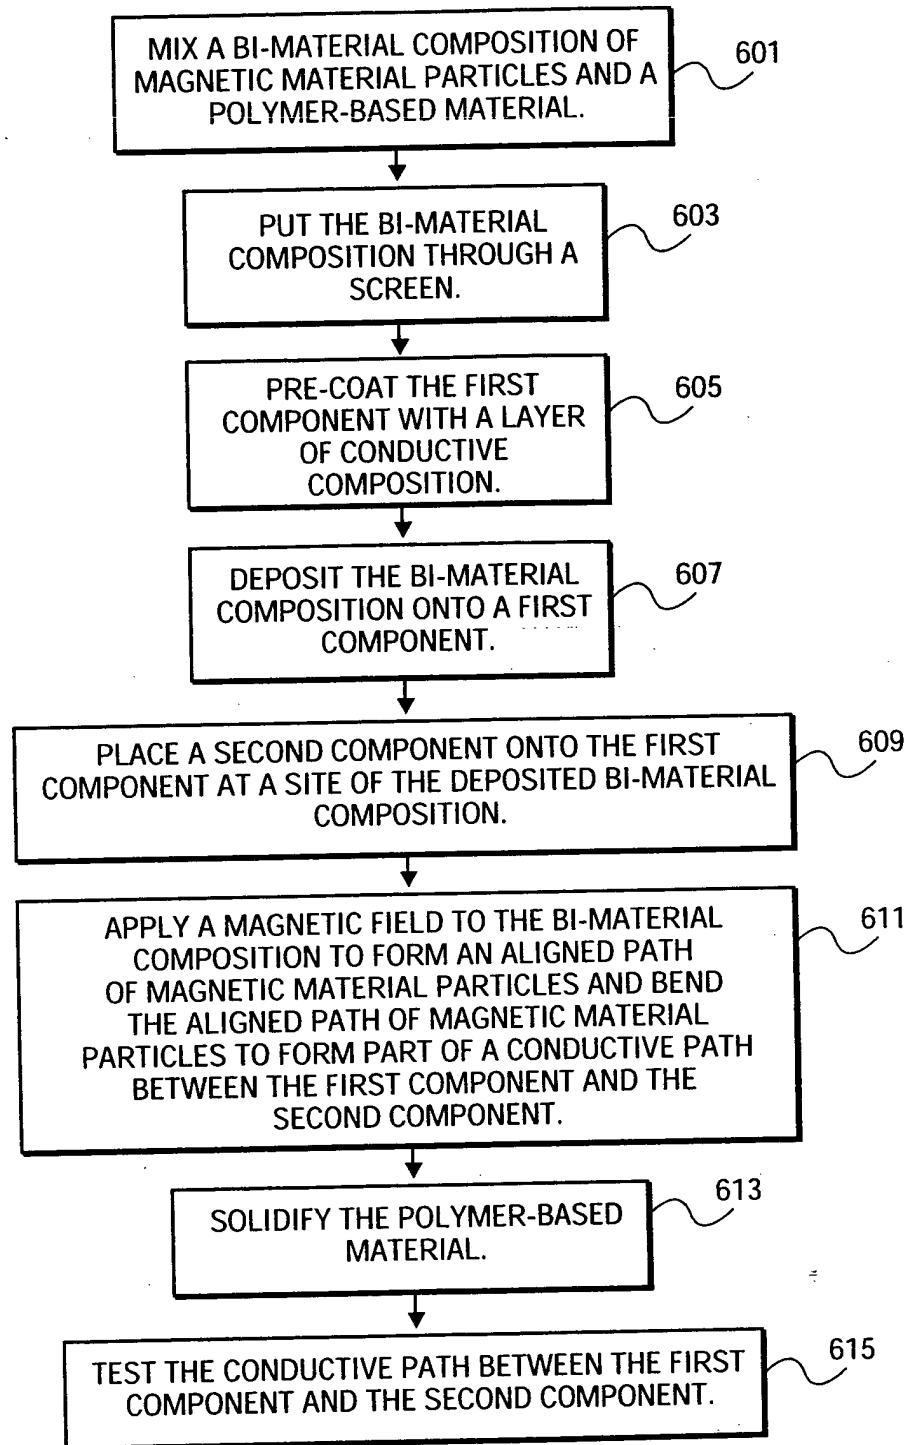 MIX A BI-MATERIAL COMPOSITION OF
MAGNETIC MATERIAL PARTICLES AND A
POLYMER-BASED MATERIAL.
601
PUT THE BI-MATERIAL
COMPOSITION THROUGH A
SCREEN.
603
PRE-COAT THE FIRST
COMPONENT WITH A LAYER
OF CONDUCTIVE
COMPOSITION.
605
DEPOSIT THE BI-MATERIAL
COMPOSITION ONTO A FIRST
COMPONENT.
607
PLACE A SECOND COMPONENT ONTO THE FIRST
COMPONENT AT A SITE OF THE DEPOSITED BI-MATERIAL
COMPOSITION.
609
APPLY A MAGNETIC FIELD TO THE BI-MATERIAL
COMPOSITION TO FORM AN ALIGNED PATH
OF MAGNETIC MATERIAL PARTICLES AND BEND
THE ALIGNED PATH OF MAGNETIC MATERIAL
PARTICLES TO FORM PART OF A CONDUCTIVE PATH
BETWEEN THE FIRST COMPONENT AND THE
SECOND COMPONENT.
611
SOLIDIFY THE POLYMER-BASED
MATERIAL.
613
TEST THE CONDUCTIVE PATH BETWEEN THE FIRST
COMPONENT AND THE SECOND COMPONENT.
615